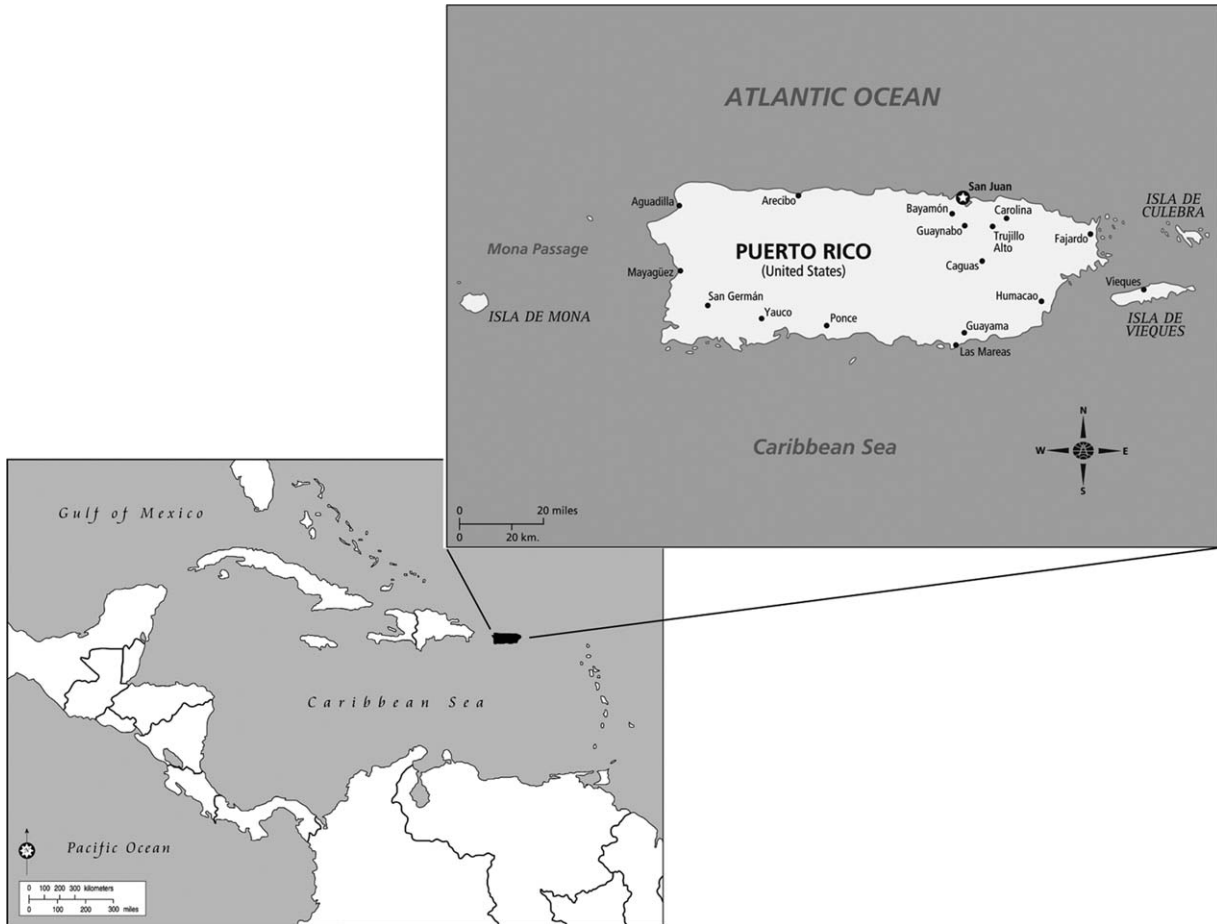 ATLANTIC OCEAN
San Juan
Aguadilla
Arecibo
Bayamón
Carolina
ISLA DE
CULEBRA
Guaynabo
Trujillo
Alto
Fajardo
Mona Passage
PUERTO RICO
(United States)
Caguas
Mayagüez
Vieques
San Germán
Humacao
ISLA DE MONA
Yauco
Ponce
Guayama
ISLA DE
VIEQUES
Las Mareas
N
W
E
S
Caribbean Sea
0 20 miles
0 20 km.
Gulf of Mexico
Caribbean Sea
Pacific Ocean
0 100 200 300 kilometers
0 100 200 300 miles